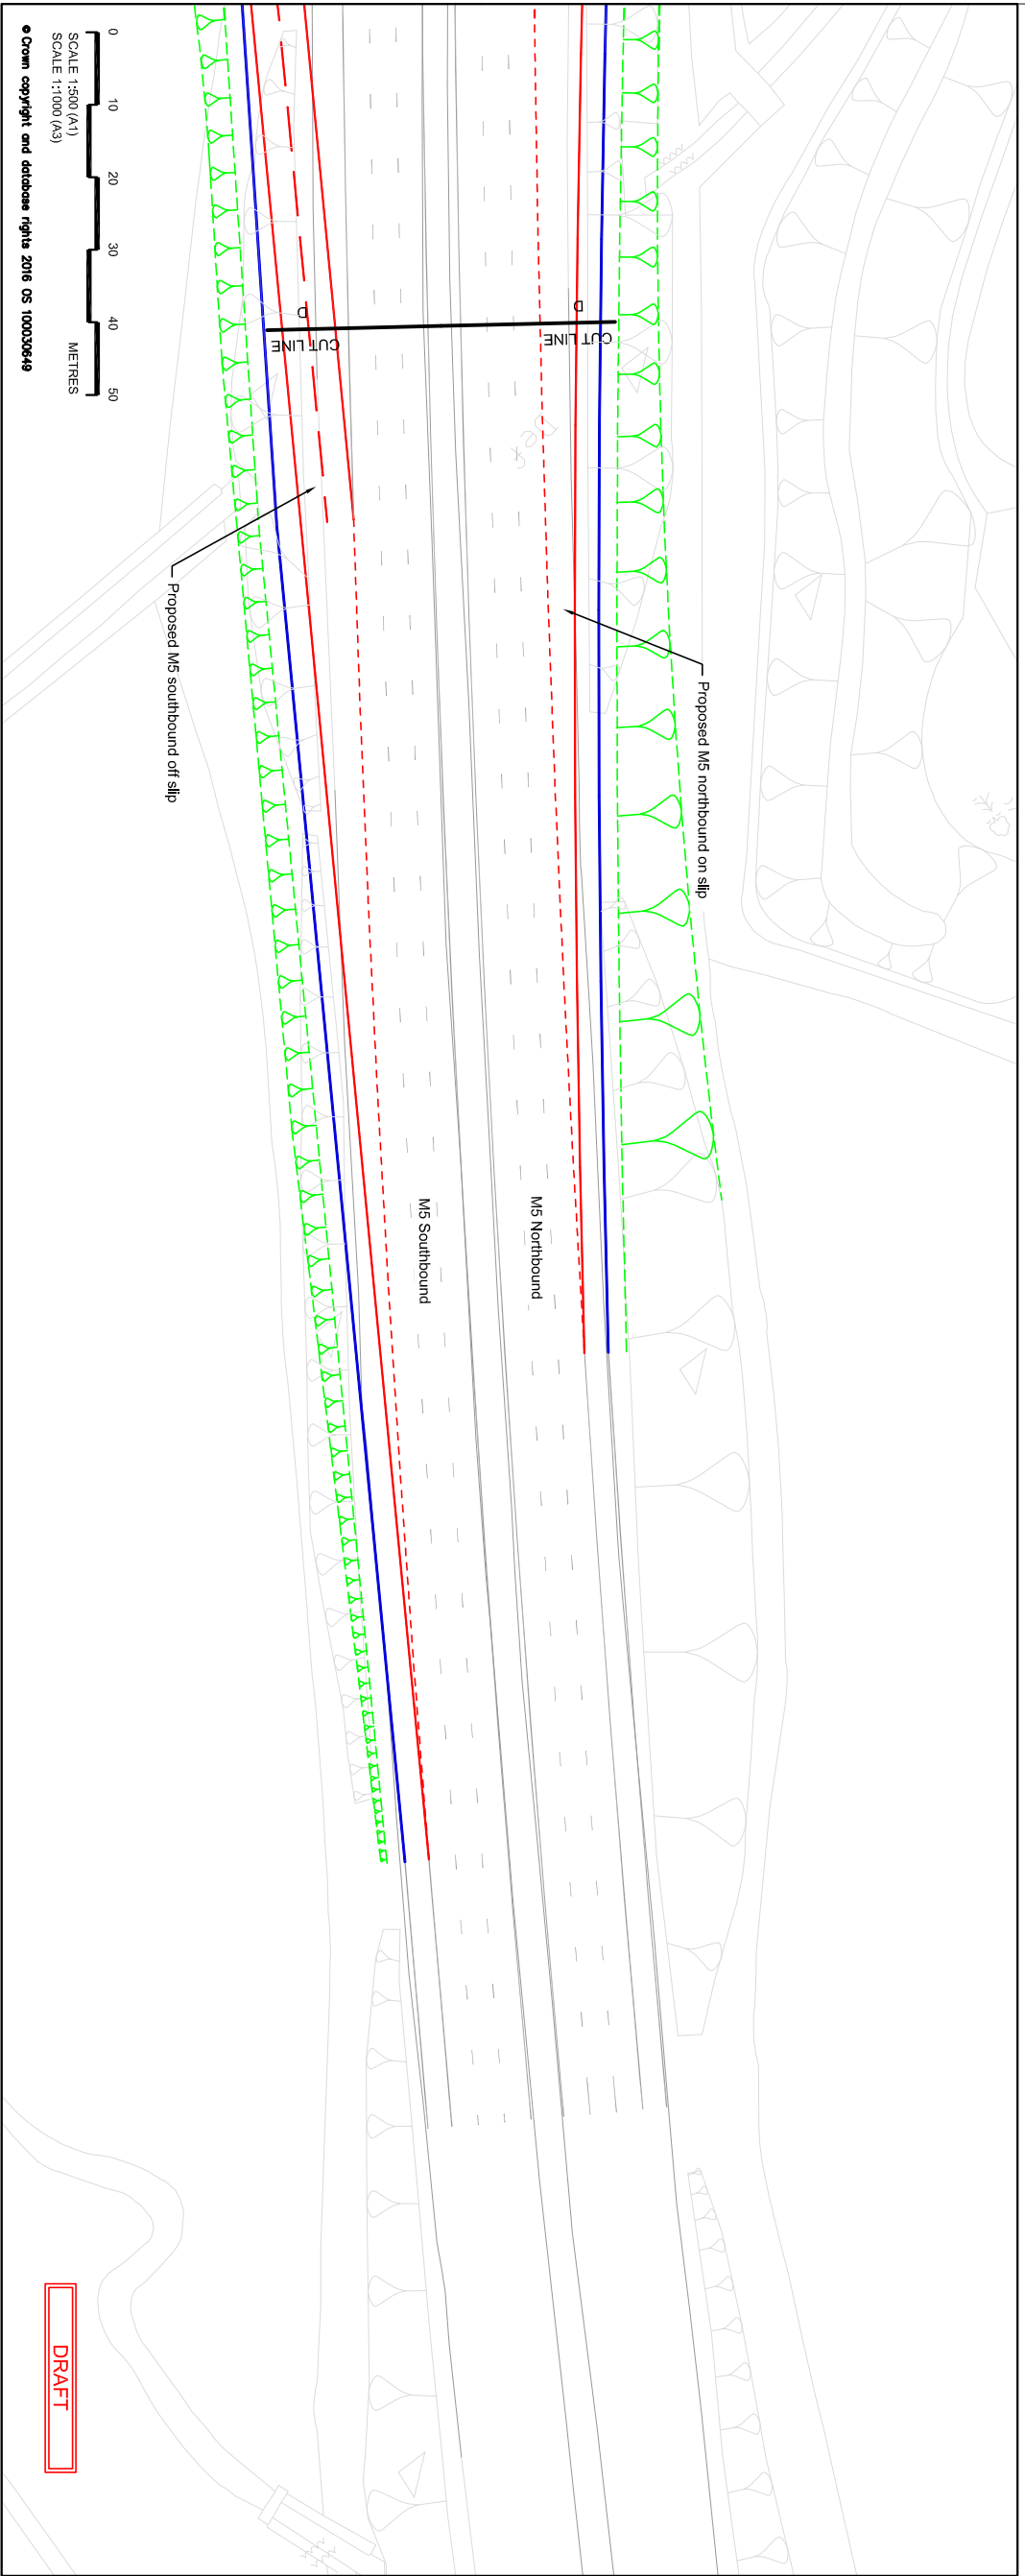 0 10 20 30 40 50
METRES
SCALE 1:500 (A1)
SCALE 1:1000 (A3)
© Crown copyright and database rights 2016 OS 100030649
D
CUT LINE
D
CUT LINE
Proposed M5 northbound on slip
Proposed M5 southbound off slip
M5 Northbound
M5 Southbound
DRAFT